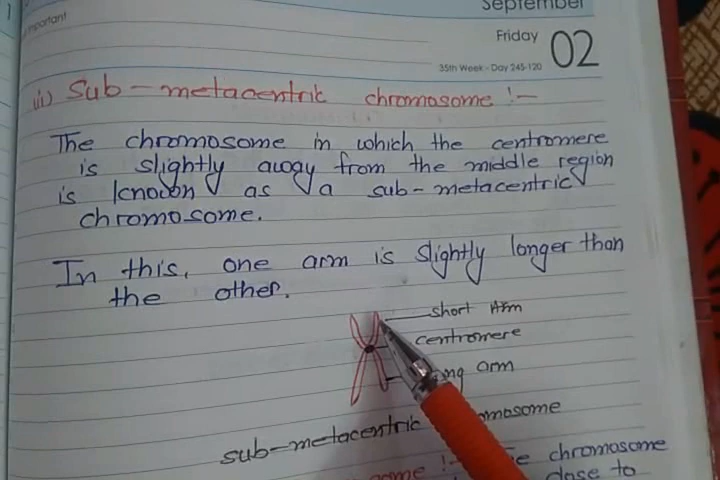 September
important
Friday
02
35th Week - Day 245-120
iii) Sub-metacentric chromosome :-
The chromosome in which the centromere
is slightly away from the middle region
is known as a sub-metacentric
chromosome.
In this, one arm is slightly longer than
the other.
short Arm
centromere
arm
sub-metacentric
:- The chromosome
close to